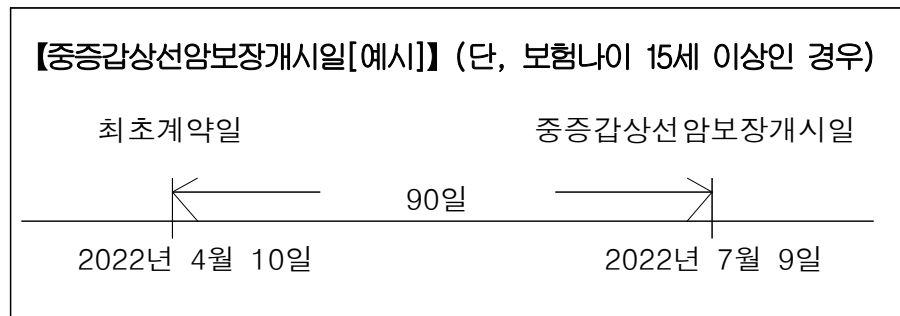 【중증갑상선암보장개시일[예시]】 (단, 보험나이 15세 이상인 경우)
최초계약일 중증갑상선암보장개시일
90일
2022년 4월 10일 2022년 7월 9일